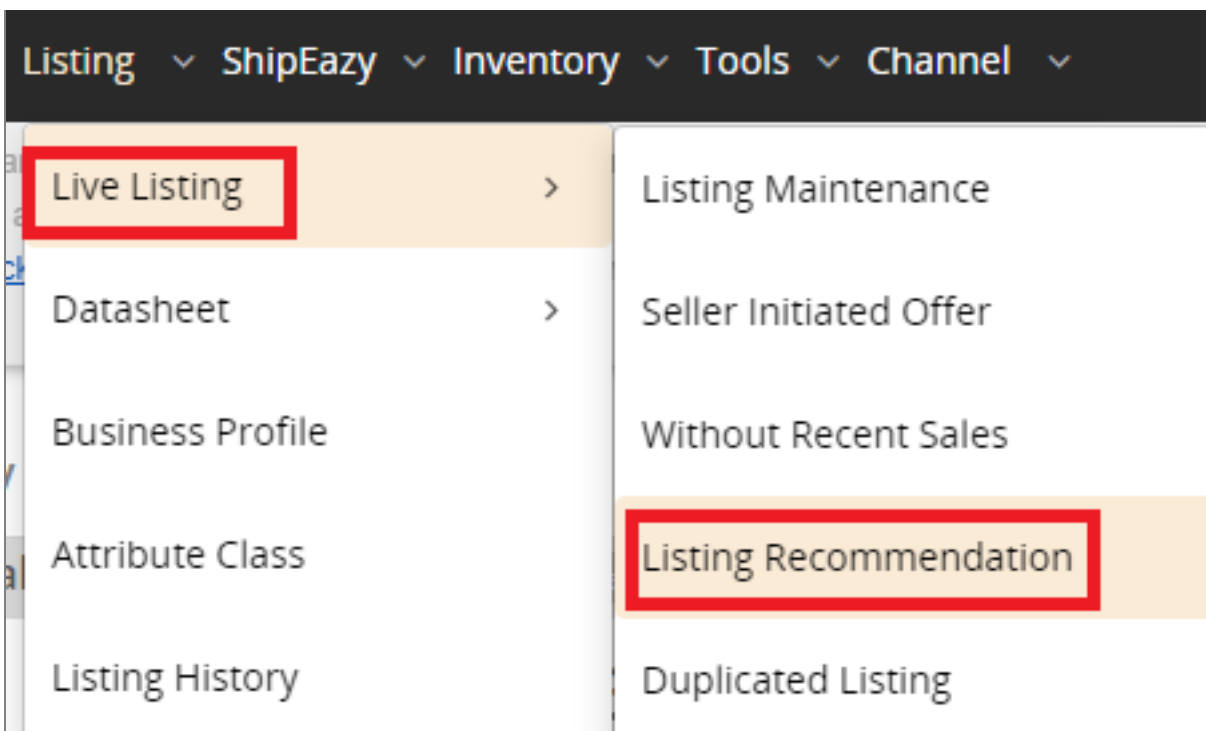 Listing ShipEazy Inventory Tools Channel
Live Listing
Datasheet
Business Profile
Attribute Class
Listing History
Listing Maintenance
Seller Initiated Offer
Without Recent Sales
Listing Recommendation
Duplicated Listing